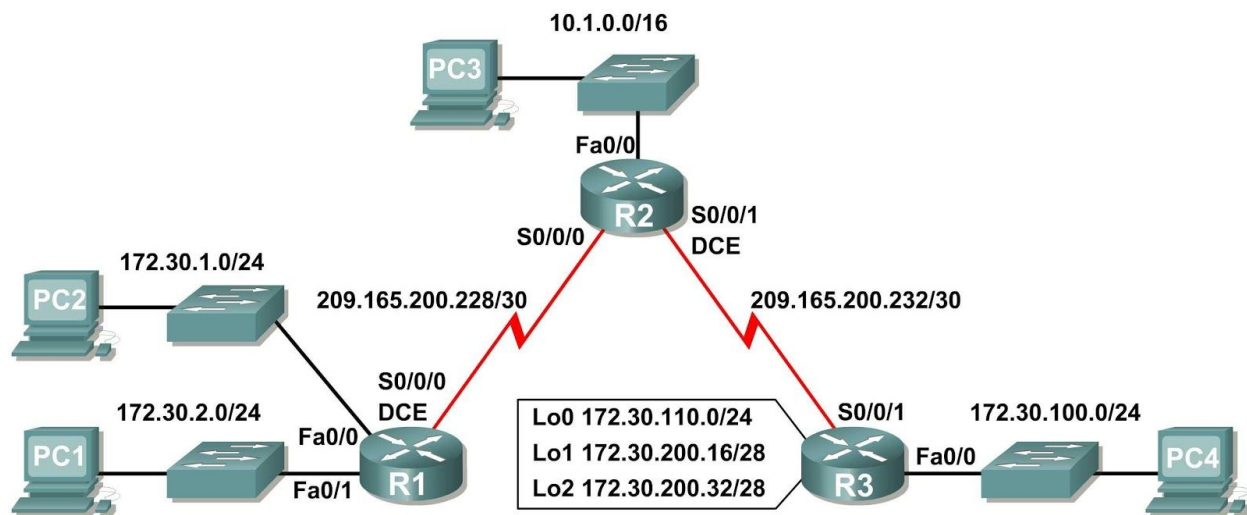 10.1.0.0/16
PC3
Fa0/0
R2
S0/0/0
S0/0/1
DCE
172.30.1.0/24
PC2
209.165.200.228/30
209.165.200.232/30
S0/0/0
DCE
172.30.2.0/24
Fa0/0
PC1
Fa0/1
R1
Lo0 172.30.110.0/24
Lo1 172.30.200.16/28
Lo2 172.30.200.32/28
S0/0/1
R3
172.30.100.0/24
Fa0/0
PC4